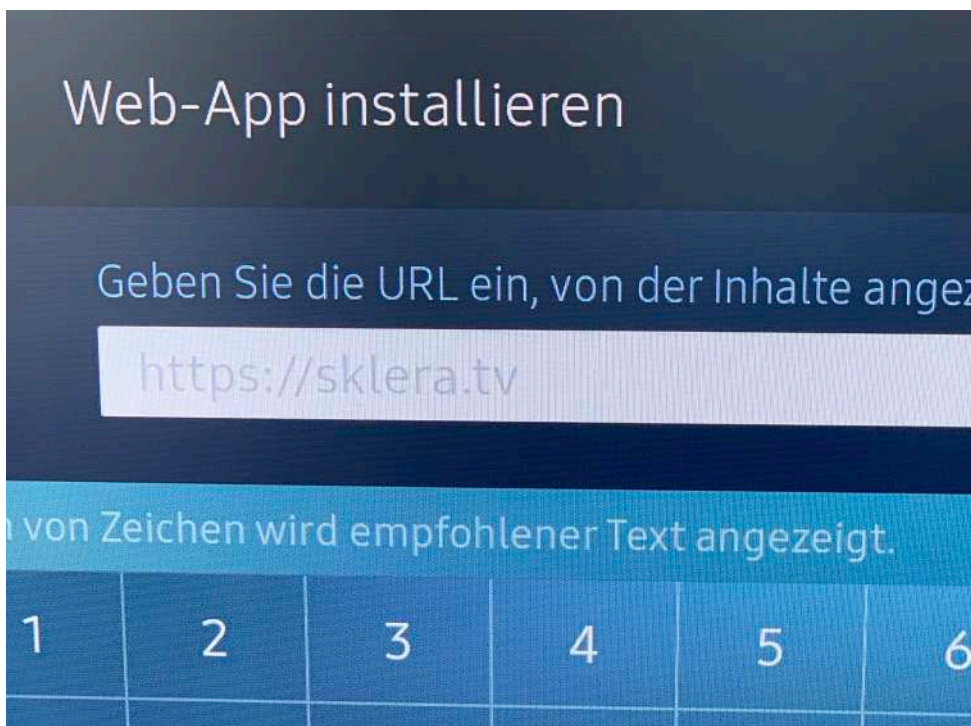 Web-App installieren
Geben Sie die URL ein, von der Inhalte
https://sklera.tv
von Zeichen wird empfohlener Text angezeigt.
1 2 3 4 5 6